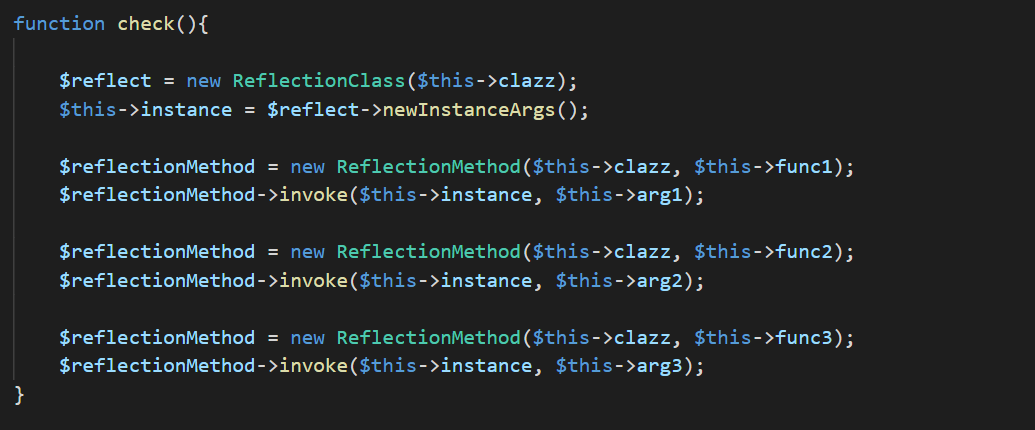 function check(){
$reflect = new ReflectionClass($this->clazz);
$this->instance = $reflect->newInstanceArgs();
$reflectionMethod = new ReflectionMethod($this->clazz, $this->func1);
$reflectionMethod->invoke($this->instance, $this->arg1);
$reflectionMethod = new ReflectionMethod($this->clazz, $this->func2);
$reflectionMethod->invoke($this->instance, $this->arg2);
$reflectionMethod = new ReflectionMethod($this->clazz, $this->func3);
$reflectionMethod->invoke($this->instance, $this->arg3);
}